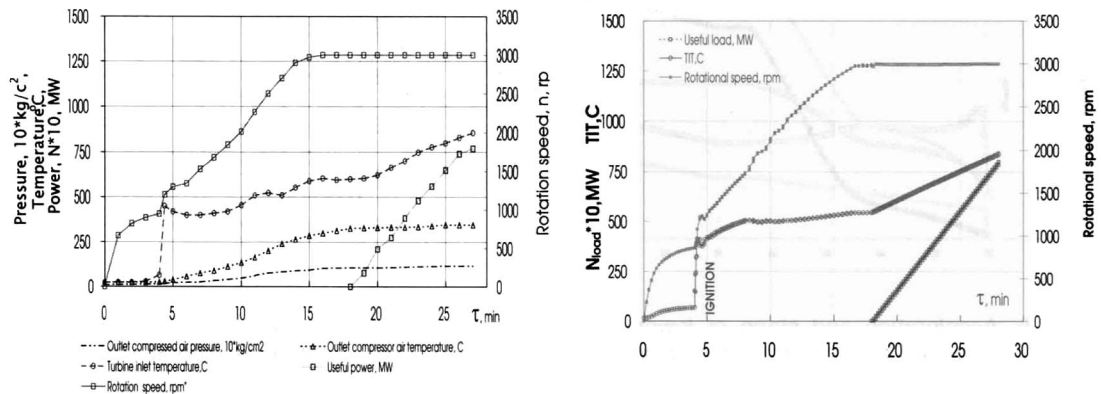 1500
1250
1000
750
500
250
0
Pressure, 10*kg/c²,
Temperature,°C,
Power, N*10, MW
3500
3000
2500
2000
1500
1000
500
0
Rotation speed, n, rp
0 5 10 15 20 25 τ, min
Outlet compressed air pressure, 10*kg/cm2
Outlet compressor air temperature, C
Turbine inlet temperature,C
Useful power, MW
Rotation speed, rpm"
1500
1250
1000
750
500
250
0
Nload*10,MW TIT,C
Useful load, MW
TIT,C
Rotational speed, rpm
IGNITION
τ, min
3500
3000
2500
2000
1500
1000
500
0
Rotational speed, rpm
0 5 10 15 20 25 30